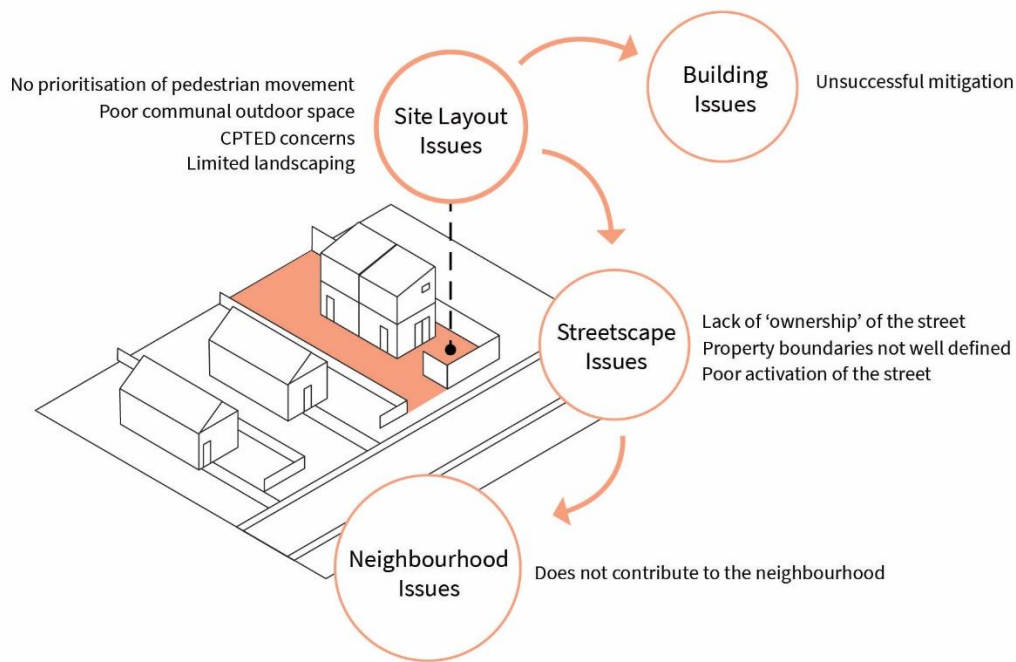 No prioritisation of pedestrian movement
Poor communal outdoor space
CPTED concerns
Limited landscaping
Site Layout
Issues
Building
Issues
Unsuccessful mitigation
Streetscape
Issues
Lack of ‘ownership’ of the street
Property boundaries not well defined
Poor activation of the street
Neighbourhood
Issues
Does not contribute to the neighbourhood